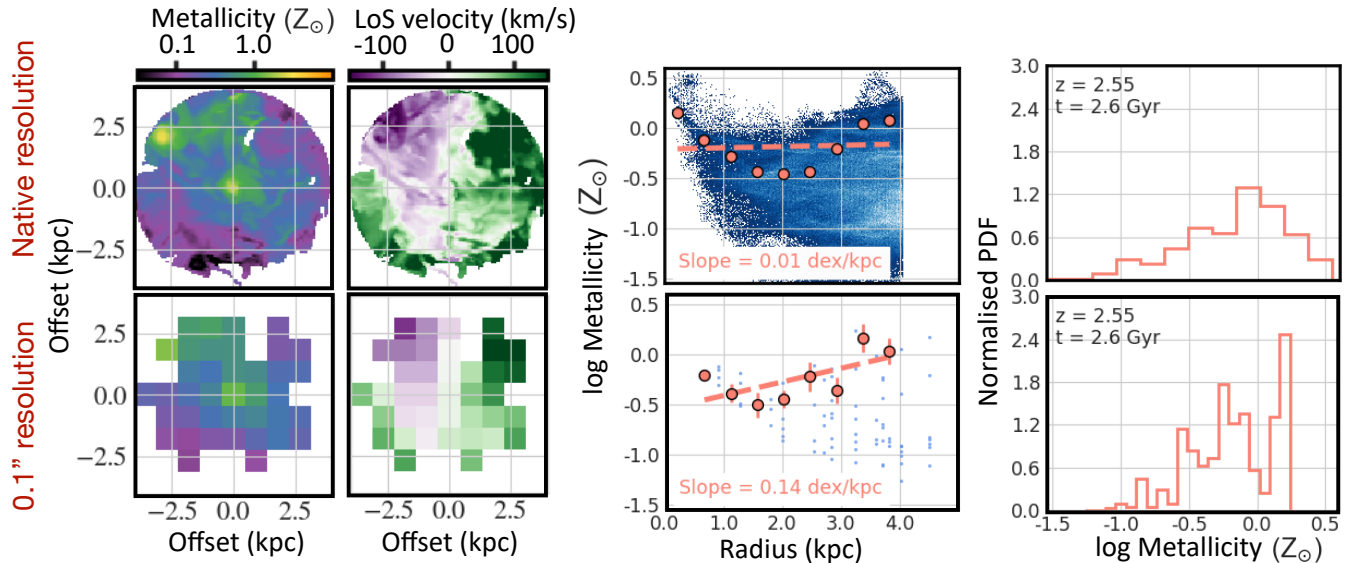 Metallicity (Z⊙)
0.1 1.0
LoS velocity (km/s)
-100 0 100
Native resolution
0.1” resolution
Offset (kpc)
2.5
0.0
−2.5
2.5
0.0
−2.5
−2.5 0.0 2.5
Offset (kpc)
−2.5 0.0 2.5
Offset (kpc)
log Metallicity (Z⊙)
0.5
0.0
-0.5
-1.0
-1.5
Slope = 0.01 dex/kpc
0.5
0.0
-0.5
-1.0
-1.5
Slope = 0.14 dex/kpc
0.0 1.0 2.0 3.0 4.0
Radius (kpc)
Normalised PDF
3.0
2.4
1.8
1.2
0.6
0.0
z = 2.55
t = 2.6 Gyr
3.0
2.4
1.8
1.2
0.6
0.0
z = 2.55
t = 2.6 Gyr
-1.5 -1.0 -0.5 0.0 0.5
log Metallicity (Z⊙)